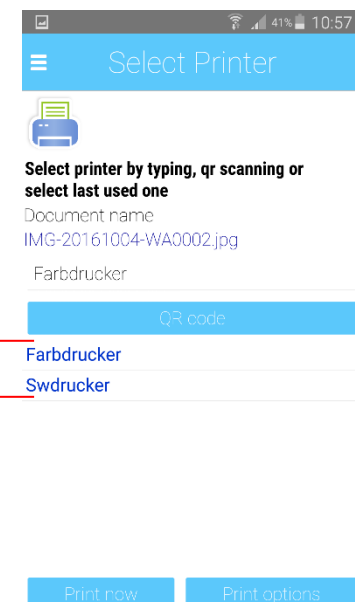 41% 10:57
Select Printer
Select printer by typing, qr scanning or
select last used one
Document name
IMG-20161004-WA0002.jpg
Farbdrucker
QR code
Farbdrucker
Swdrucker
Print now Print options